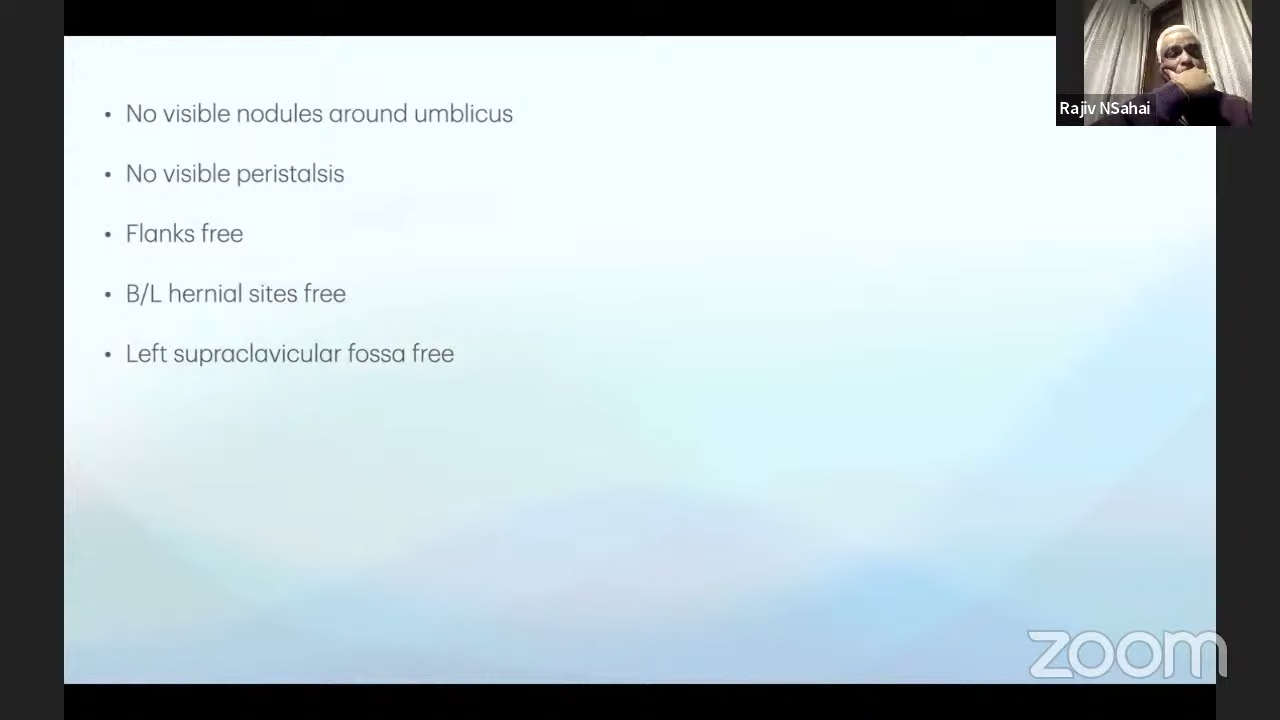 • No visible nodules around umblicus
• No visible peristalsis
• Flanks free
• B/L hernial sites free
• Left supraclavicular fossa free
Rajiv NSahai
zoom